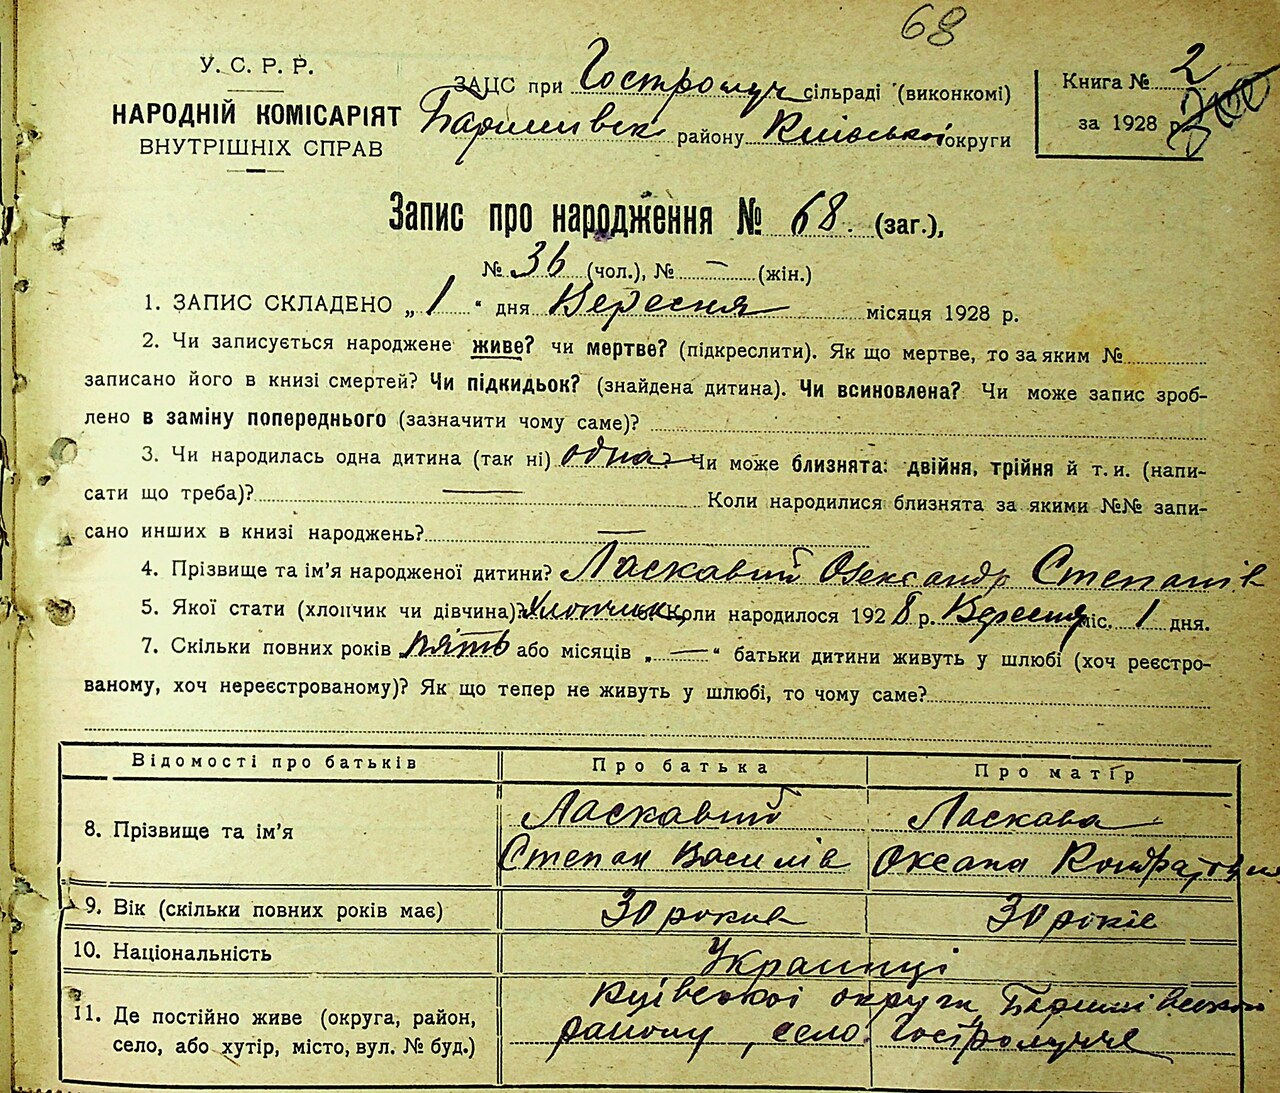 68
У. С. Р. Р.
НАРОДНІЙ КОМІСАРІЯТ
ВНУТРІШНІХ СПРАВ
ЗАЦС при Гостролуч сільраді (виконкомі)
Баришівськ району Київської округи
Книга № 2
за 1928 р.
Запис про народження № 68. (заг.),
№ 36 (чол.), № – (жін.)
1. ЗАПИС СКЛАДЕНО „ 1 " дня Вересня місяця 1928 р.
2. Чи записується народжене живе? чи мертве? (підкреслити). Як що мертве, то за яким №
записано його в книзі смертей? Чи підкидьок? (знайдена дитина). Чи всиновлена? Чи може запис зроб-
лено в заміну попереднього (зазначити чому саме)?
3. Чи народилась одна дитина (так ні) одна? Чи може близнята: двійня, трійня й т. и. (напи-
сати що треба)? — Коли народилися близнята за якими №№ запи-
сано инших в книзі народжень? —
4. Прізвище та ім'я народженої дитини? Ласкавий Олександр Степанів
5. Якої стати (хлопчик чи дівчина)? Хлопчик Коли народилося 1928 р. Вересня міс. 1 дня.
7. Скільки повних років „пять або місяців „ — " батьки дитини живуть у шлюбі (хоч реєстро-
ваному, хоч нереєстрованому)? Як що тепер не живуть у шлюбі, то чому саме?
Відомості про батьків Про батька Про матір
8. Прізвище та ім'я Ласкавий Степан Василів Ласкава Оксана
9. Вік (скільки повних років має) 30 років 30 років
10. Національність Украинці
11. Де постійно живе (округа, район, Київської округи Баришівського
село, або хутір, місто, вул. № буд.) району, село Гостролуччє